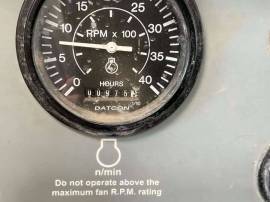 15 25
10 30
RPM x 100
5 35
0 40
HOURS
DATCON
n/min
Do not operate above the
maximum fan R.P.M. rating